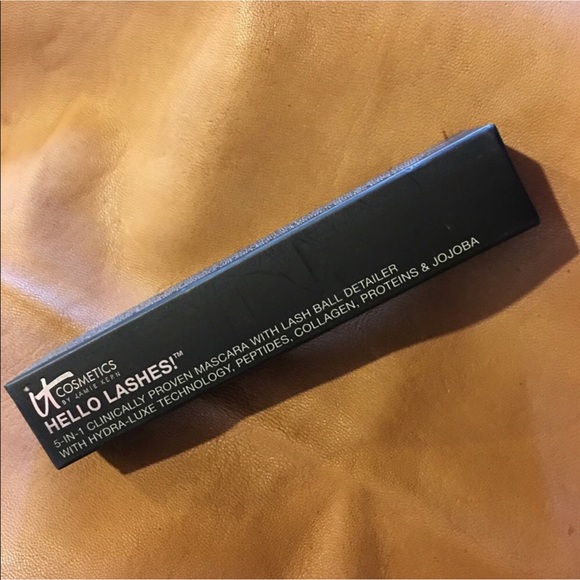 it
COSMETICS
BY JAMIE KERN
HELLO LASHES!™
5-IN-1 CLINICALLY PROVEN MASCARA WITH LASH BALL DETAILER
WITH HYDRA-LUXE TECHNOLOGY, PEPTIDES, COLLAGEN, PROTEINS & JOJOBA